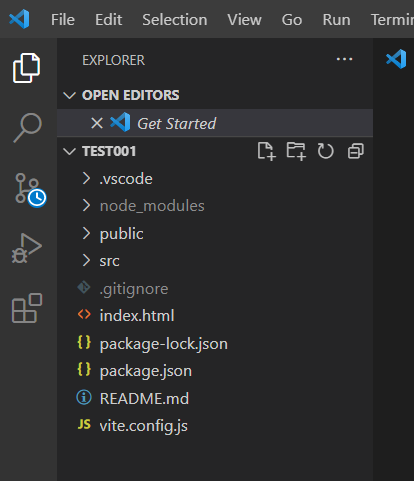 File Edit Selection View Go Run
EXPLORER
OPEN EDITORS
Get Started
TEST001
.vscode
node_modules
public
src
.gitignore
index.html
package-lock.json
package.json
README.md
JS vite.config.js